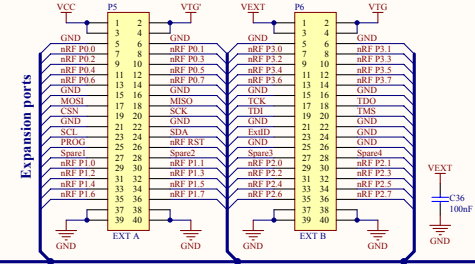 VCC P5 VTG' VEXT P6 VTG
1 2 1 2
3 4 3 4
GND 5 6 GND GND 5 6 GND
nRF P0.0 7 8 nRF P0.1 nRF P3.0 7 8 nRF P3.1
nRF P0.2 9 10 nRF P0.3 nRF P3.2 9 10 nRF P3.3
nRF P0.4 11 12 nRF P0.5 nRF P3.4 11 12 nRF P3.5
nRF P0.6 13 14 nRF P0.7 nRF P3.6 13 14 nRF P3.7
GND 15 16 GND GND 15 16 GND
MOSI 17 18 MISO TCK 17 18 TDO
CSN 19 20 SCK TDI 19 20 TMS
GND 21 22 GND GND 21 22 GND
SCL 23 24 SDA ExtID 23 24 GND
PROG 25 26 nRF RST GND 25 26 GND
Spare1 27 28 Spare2 Spare3 27 28 Spare4
nRF P1.0 29 30 nRF P1.1 nRF P2.0 29 30 nRF P2.1
nRF P1.2 31 32 nRF P1.3 nRF P2.2 31 32 nRF P2.3
nRF P1.4 33 34 nRF P1.5 nRF P2.4 33 34 nRF P2.5
nRF P1.6 35 36 nRF P1.7 nRF P2.6 35 36 nRF P2.7
37 38 37 38
39 40 39 40
GND EXT A GND GND EXT B GND
Expansion ports
VEXT
C36
100nF
GND